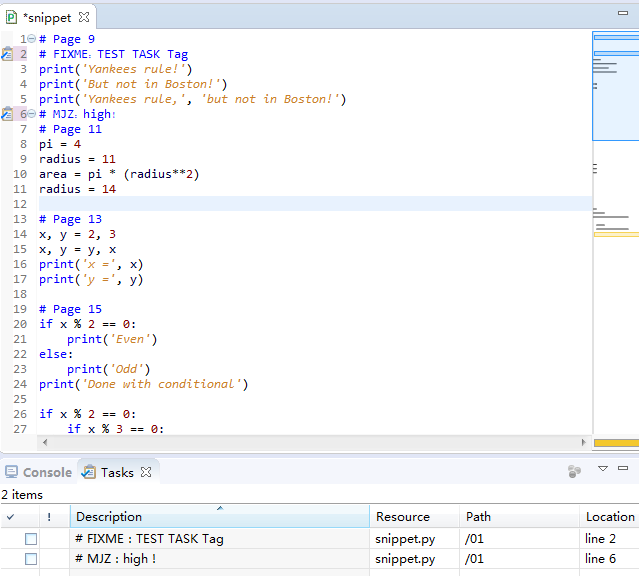 *snippet
1 # Page 9
2 # FIXME: TEST TASK Tag
3 print('Yankees rule!')
4 print('But not in Boston!')
5 print('Yankees rule,', 'but not in Boston!')
6 # MJZ: high!
7 # Page 11
8 pi = 4
9 radius = 11
10 area = pi * (radius**2)
11 radius = 14
12
13 # Page 13
14 x, y = 2, 3
15 x, y = y, x
16 print('x =', x)
17 print('y =', y)
18
19 # Page 15
20 if x % 2 == 0:
21     print('Even')
22 else:
23     print('Odd')
24 print('Done with conditional')
25
26 if x % 2 == 0:
27     if x % 3 == 0:
Console Tasks
2 items
! Description Resource Path Location
# FIXME : TEST TASK Tag snippet.py /01 line 2
# MJZ : high ! snippet.py /01 line 6